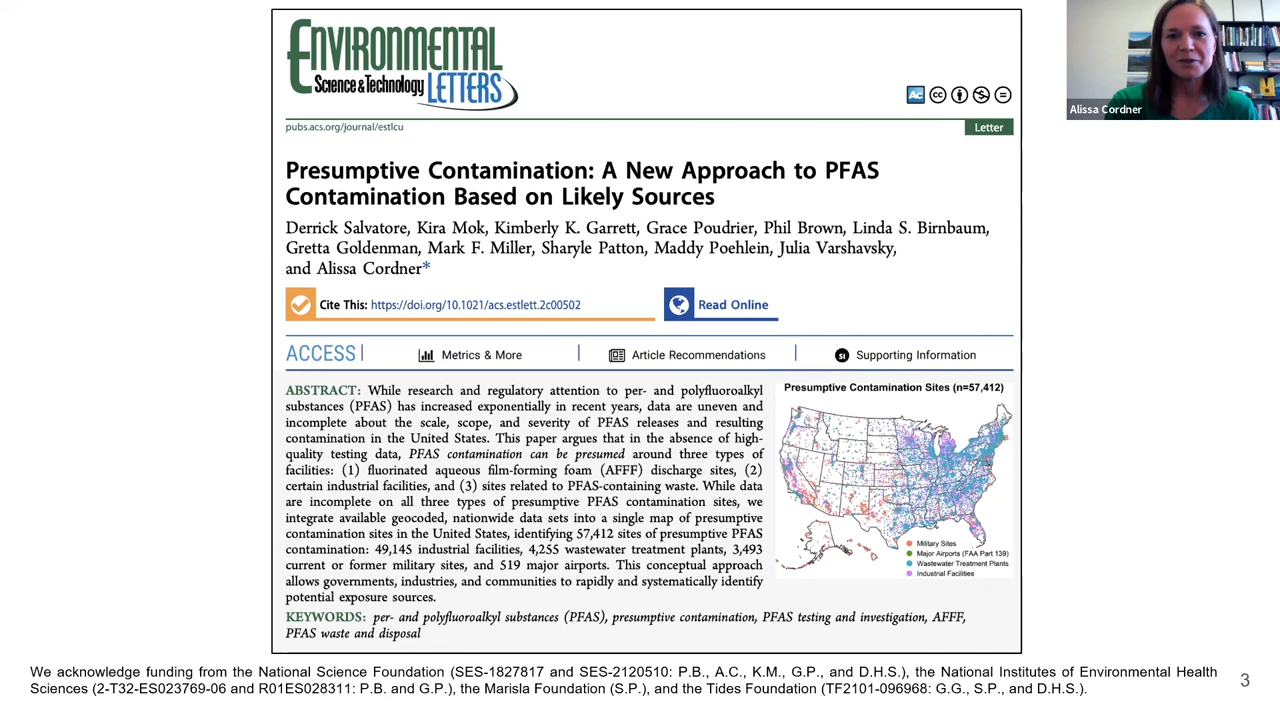 ENVIRONMENTAL
Science & Technology LETTERS
pubs.acs.org/journal/estlcu
Letter
Presumptive Contamination: A New Approach to PFAS
Contamination Based on Likely Sources
Derrick Salvatore, Kira Mok, Kimberly K. Garrett, Grace Poudrier, Phil Brown, Linda S. Birnbaum,
Gretta Goldenman, Mark F. Miller, Sharyle Patton, Maddy Poehlein, Julia Varshavsky,
and Alissa Cordner*
Cite This: https://doi.org/10.1021/acs.estlett.2c00502
Read Online
ACCESS
Metrics & More
Article Recommendations
SI Supporting Information
ABSTRACT: While research and regulatory attention to per- and polyfluoroalkyl
substances (PFAS) has increased exponentially in recent years, data are uneven and
incomplete about the scale, scope, and severity of PFAS releases and resulting
contamination in the United States. This paper argues that in the absence of high-
quality testing data, PFAS contamination can be presumed around three types of
facilities: (1) fluorinated aqueous film-forming foam (AFFF) discharge sites, (2)
certain industrial facilities, and (3) sites related to PFAS-containing waste. While data
are incomplete on all three types of presumptive PFAS contamination sites, we
integrate available geocoded, nationwide data sets into a single map of presumptive
contamination sites in the United States, identifying 57,412 sites of presumptive PFAS
contamination: 49,145 industrial facilities, 4,255 wastewater treatment plants, 3,493
current or former military sites, and 519 major airports. This conceptual approach
allows governments, industries, and communities to rapidly and systematically identify
potential exposure sources.
Presumptive Contamination Sites (n=57,412)
Military Sites
Major Airports (FAA Part 139)
Wastewater Treatment Plants
Industrial Facilities
KEYWORDS: per- and polyfluoroalkyl substances (PFAS), presumptive contamination, PFAS testing and investigation, AFFF,
PFAS waste and disposal
We acknowledge funding from the National Science Foundation (SES-1827817 and SES-2120510: P.B., A.C., K.M., G.P., and D.H.S.), the National Institutes of Environmental Health
Sciences (2-T32-ES023769-06 and R01ES028311: P.B. and G.P.), the Marisla Foundation (S.P.), and the Tides Foundation (TF2101-096968: G.G., S.P., and D.H.S.).
3
Alissa Cordner